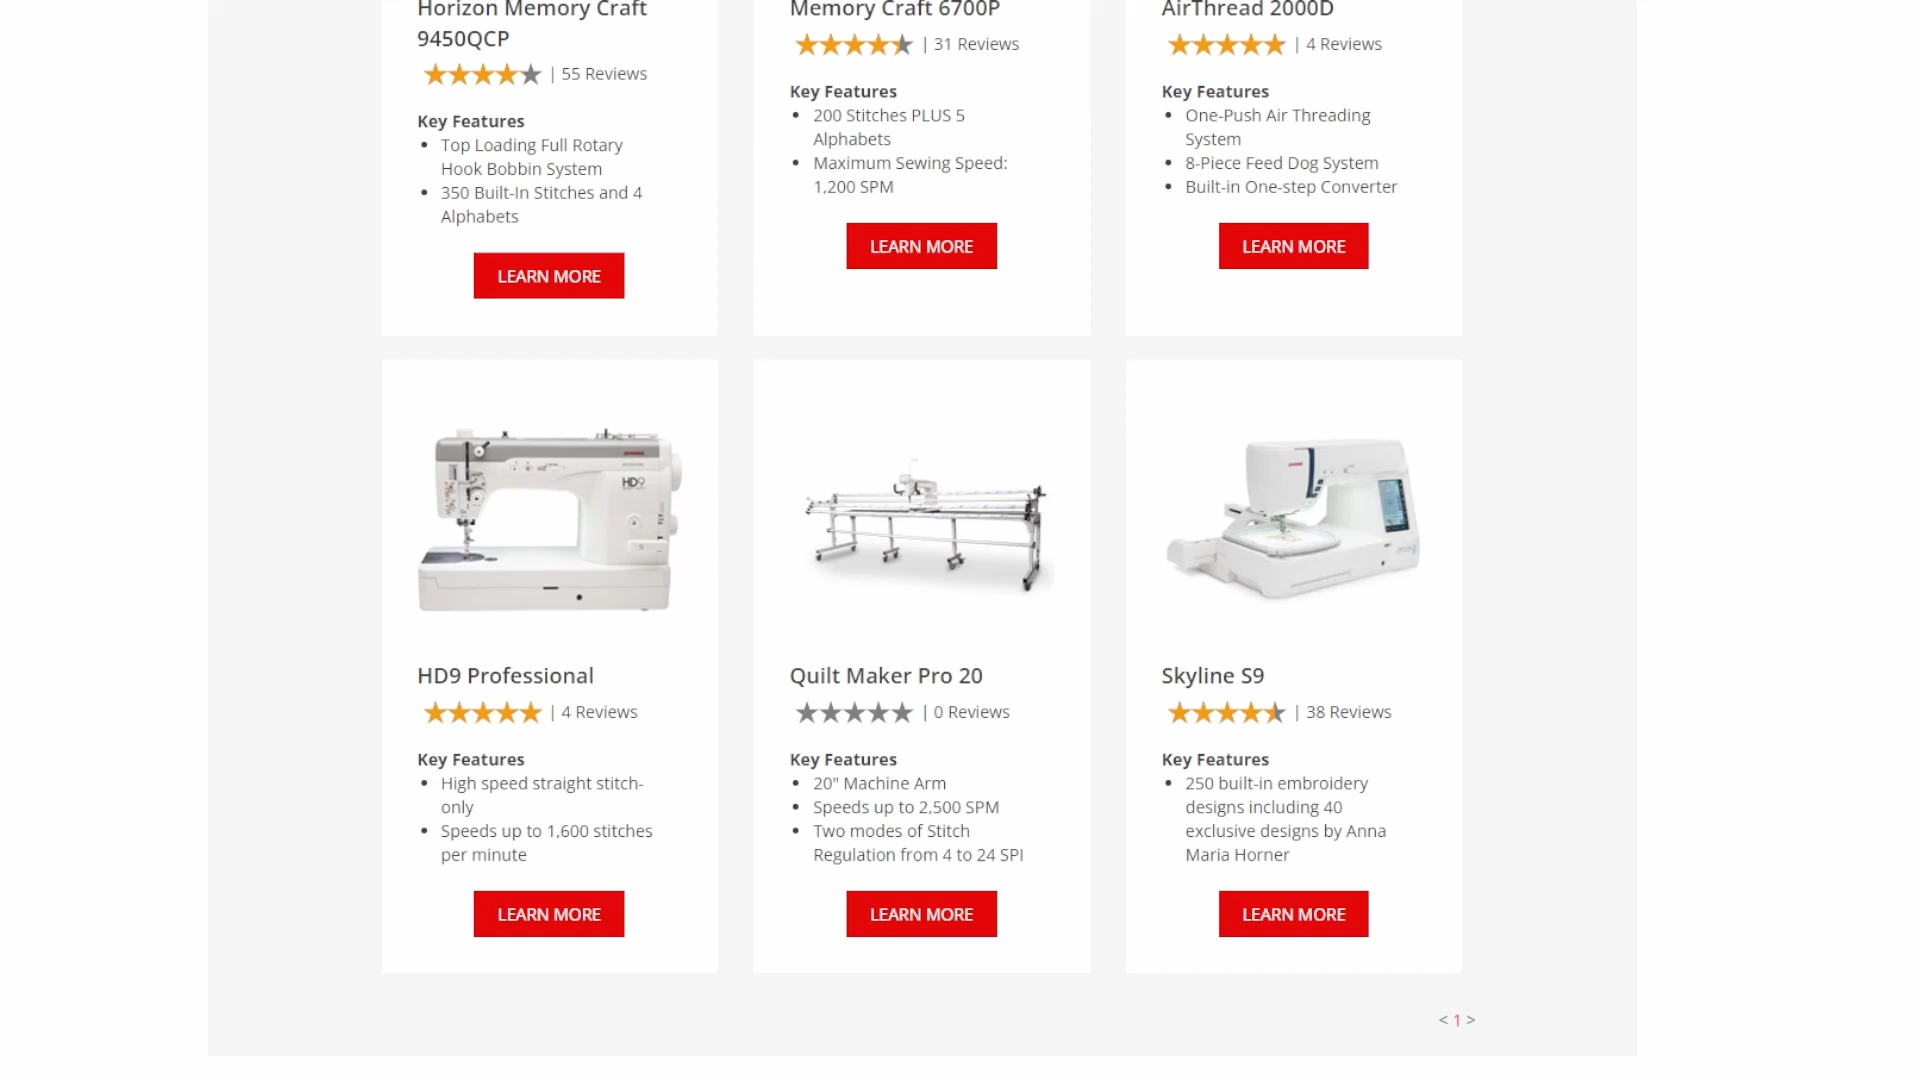 Horizon Memory Craft
9450QCP
| 55 Reviews
Key Features
Top Loading Full Rotary
Hook Bobbin System
350 Built-In Stitches and 4
Alphabets
LEARN MORE
Memory Craft 6700P
| 31 Reviews
Key Features
200 Stitches PLUS 5
Alphabets
Maximum Sewing Speed:
1,200 SPM
LEARN MORE
AirThread 2000D
| 4 Reviews
Key Features
One-Push Air Threading
System
8-Piece Feed Dog System
Built-in One-step Converter
LEARN MORE
HD9
HD9 Professional
| 4 Reviews
Key Features
High speed straight stitch-
only
Speeds up to 1,600 stitches
per minute
LEARN MORE
Quilt Maker Pro 20
| 0 Reviews
Key Features
20" Machine Arm
Speeds up to 2,500 SPM
Two modes of Stitch
Regulation from 4 to 24 SPI
LEARN MORE
Skyline S9
| 38 Reviews
Key Features
250 built-in embroidery
designs including 40
exclusive designs by Anna
Maria Horner
LEARN MORE
< 1 >